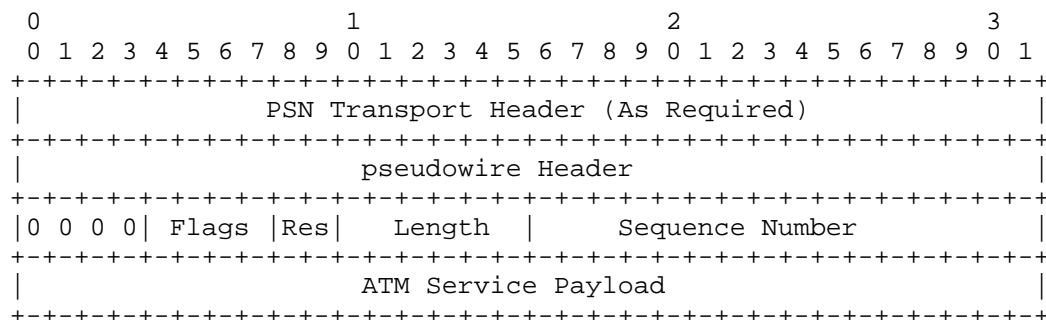 0                   1                   2                   3
 0 1 2 3 4 5 6 7 8 9 0 1 2 3 4 5 6 7 8 9 0 1 2 3 4 5 6 7 8 9 0 1
+-+-+-+-+-+-+-+-+-+-+-+-+-+-+-+-+-+-+-+-+-+-+-+-+-+-+-+-+-+-+-+-+
|               PSN Transport Header (As Required)              |
+-+-+-+-+-+-+-+-+-+-+-+-+-+-+-+-+-+-+-+-+-+-+-+-+-+-+-+-+-+-+-+-+
|                     pseudowire Header                         |
+-+-+-+-+-+-+-+-+-+-+-+-+-+-+-+-+-+-+-+-+-+-+-+-+-+-+-+-+-+-+-+-+
|0 0 0 0| Flags |Res|   Length  |     Sequence Number           |
+-+-+-+-+-+-+-+-+-+-+-+-+-+-+-+-+-+-+-+-+-+-+-+-+-+-+-+-+-+-+-+-+
|                     ATM Service Payload                       |
+-+-+-+-+-+-+-+-+-+-+-+-+-+-+-+-+-+-+-+-+-+-+-+-+-+-+-+-+-+-+-+-+